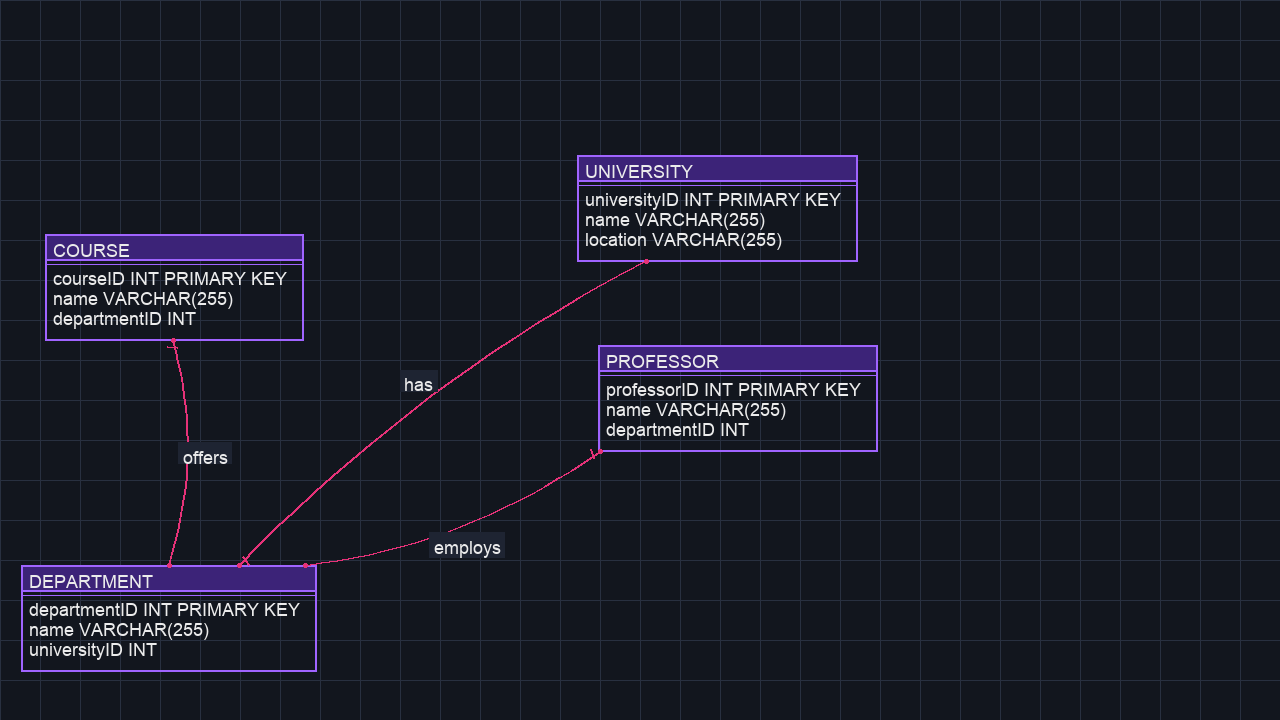 UNIVERSITY
universityID INT PRIMARY KEY
name VARCHAR(255)
location VARCHAR(255)
COURSE
courseID INT PRIMARY KEY
name VARCHAR(255)
departmentID INT
PROFESSOR
professorID INT PRIMARY KEY
name VARCHAR(255)
departmentID INT
has
offers
employs
DEPARTMENT
departmentID INT PRIMARY KEY
name VARCHAR(255)
universityID INT